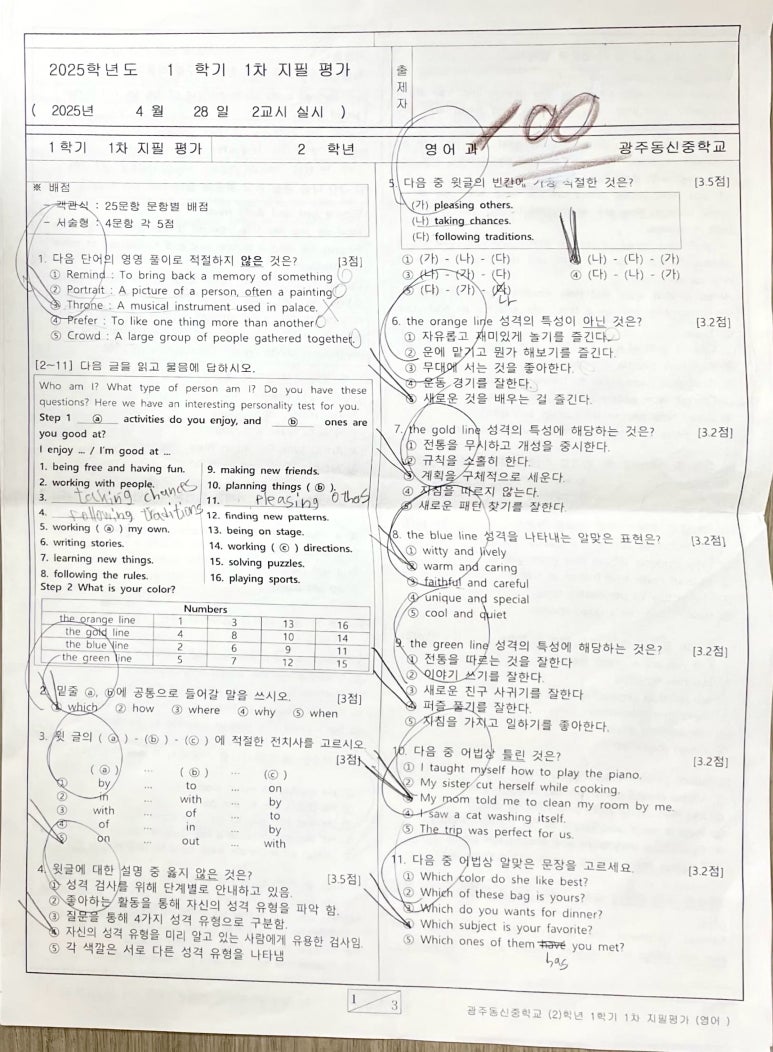 2025학년도 1 학기 1차 지필 평가
( 2025년 4 월 28 일 2교시 실시 )
출
제
자
100
1학기 1차 지필 평가 2 학년 영어 과 광주동신중학교
※ 배점
- 객관식 : 25문항 문항별 배점
- 서술형 : 4문항 각 5점
1. 다음 단어의 영영 풀이로 적절하지 않은 것은? [3점]
① Remind : To bring back a memory of something
② Portrait : A picture of a person, often a painting.
③ Throne : A musical instrument used in palace.
④ Prefer : To like one thing more than another
⑤ Crowd : A large group of people gathered together.
[2~11] 다음 글을 읽고 물음에 답하시오.
Who am I? What type of person am I? Do you have these
questions? Here we have an interesting personality test for you.
Step 1 ⓐ activities do you enjoy, and ⓑ ones are
you good at?
I enjoy ... / I'm good at ...
1. being free and having fun.
2. working with people.
3. taking chances
4. following traditions
5. working ( ⓐ ) my own.
6. writing stories.
7. learning new things.
8. following the rules.
9. making new friends.
10. planning things ( ⓑ ).
11. pleasing othos
12. finding new patterns.
13. being on stage.
14. working ( ⓒ ) directions.
15. solving puzzles.
16. playing sports.
Step 2 What is your color?
Numbers
the orange line 1 3 13 16
the gold line 4 8 10 14
the blue line 2 6 9 11
the green line 5 7 12 15
2. 밑줄 ⓐ, ⓑ에 공통으로 들어갈 말을 쓰시오. [3점]
① which ② how ③ where ④ why ⑤ when
3. 윗 글의 ( ⓐ ) - ( ⓑ ) - ( ⓒ ) 에 적절한 전치사를 고르시오.
[3점]
( ⓐ ) ... ( ⓑ ) ... ( ⓒ )
① by ... to ... on
② in ... with ... by
③ with ... of ... to
④ of ... in ... by
⑤ on ... out ... with
4. 윗글에 대한 설명 중 옳지 않은 것은? [3.5점]
① 성격 검사를 위해 단계별로 안내하고 있음.
② 좋아하는 활동을 통해 자신의 성격 유형을 파악 함.
③ 질문을 통해 4가지 성격 유형으로 구분함.
④ 자신의 성격 유형을 미리 알고 있는 사람에게 유용한 검사임.
⑤ 각 색깔은 서로 다른 성격 유형을 나타냄
5. 다음 중 윗글의 빈칸에 가장 적절한 것은? [3.5점]
(가) pleasing others.
(나) taking chances.
(다) following traditions.
① (가) - (나) - (다) ② (나) - (다) - (가)
③ (나) - (가) - (다) ④ (다) - (나) - (가)
⑤ (다) - (가) -
나
6. the orange line 성격의 특성이 아닌 것은? [3.2점]
① 자유롭고 재미있게 놀기를 즐긴다.
② 운에 맡기고 뭔가 해보기를 즐긴다.
③ 무대에 서는 것을 좋아한다.
④ 운동 경기를 잘한다.
⑤ 새로운 것을 배우는 걸 즐긴다.
7. the gold line 성격의 특성에 해당하는 것은? [3.2점]
① 전통을 무시하고 개성을 중시한다.
② 규칙을 소홀히 한다.
③ 계획을 구체적으로 세운다.
④ 지침을 따르지 않는다.
⑤ 새로운 패턴 찾기를 잘한다.
8. the blue line 성격을 나타내는 알맞은 표현은? [3.2점]
① witty and lively
② warm and caring
③ faithful and careful
④ unique and special
⑤ cool and quiet
9. the green line 성격의 특성에 해당하는 것은? [3.2점]
① 전통을 따르는 것을 잘한다
② 이야기 쓰기를 잘한다.
③ 새로운 친구 사귀기를 잘한다
④ 퍼즐 풀기를 잘한다.
⑤ 지침을 가지고 일하기를 좋아한다.
10. 다음 중 어법상 틀린 것은? [3.2점]
① I taught myself how to play the piano.
② My sister cut herself while cooking.
③ My mom told me to clean my room by me.
④ I saw a cat washing itself.
⑤ The trip was perfect for us.
11. 다음 중 어법상 알맞은 문장을 고르세요. [3.2점]
① Which color do she like best?
② Which of these bag is yours?
③ Which do you wants for dinner?
④ Which subject is your favorite?
⑤ Which ones of them have you met?
has
1 3
광주동신중학교 (2)학년 1학기 1차 지필평가 (영어 )